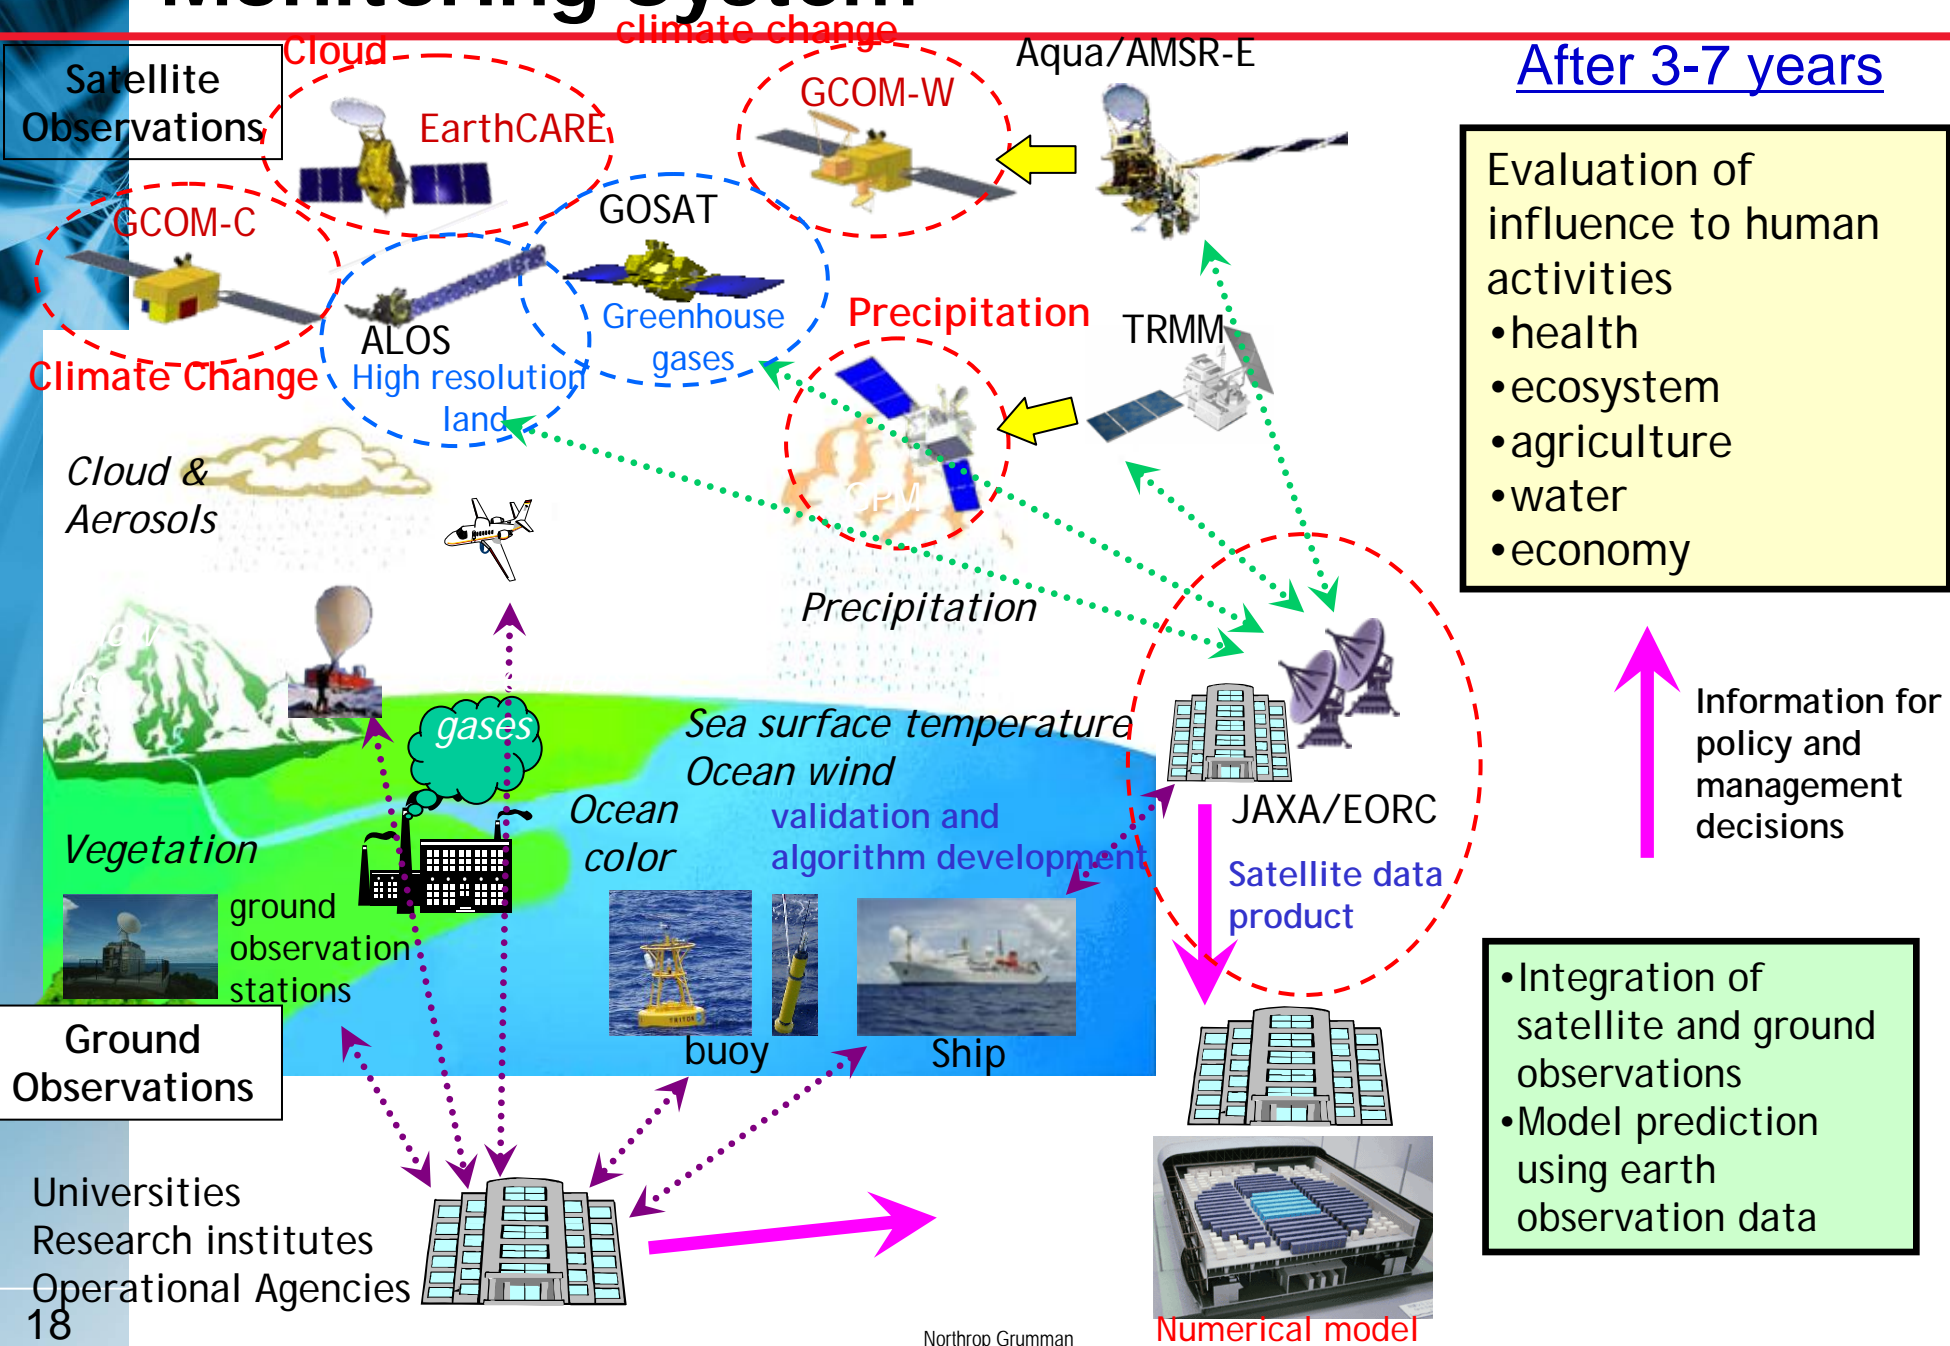 Monitoring System
climate change
Cloud
Satellite
Observations
EarthCARE
GCOM-W
Aqua/AMSR-E
After 3-7 years
GCOM-C
GOSAT
Greenhouse
gases
ALOS
High resolution
land
Climate Change
Precipitation
TRMM
GPM
Cloud &
Aerosols
Precipitation
Evaluation of
influence to human
activities
•health
•ecosystem
•agriculture
•water
•economy
Information for
policy and
management
decisions
gases
Sea surface temperature
Ocean wind
Ocean
color
validation and
algorithm development
Vegetation
ground
observation
stations
JAXA/EORC
Satellite data
product
TRITON
buoy
Ship
Ground
Observations
•Integration of
satellite and ground
observations
•Model prediction
using earth
observation data
Universities
Research institutes
Operational Agencies
Numerical model
18
Northrop Grumman